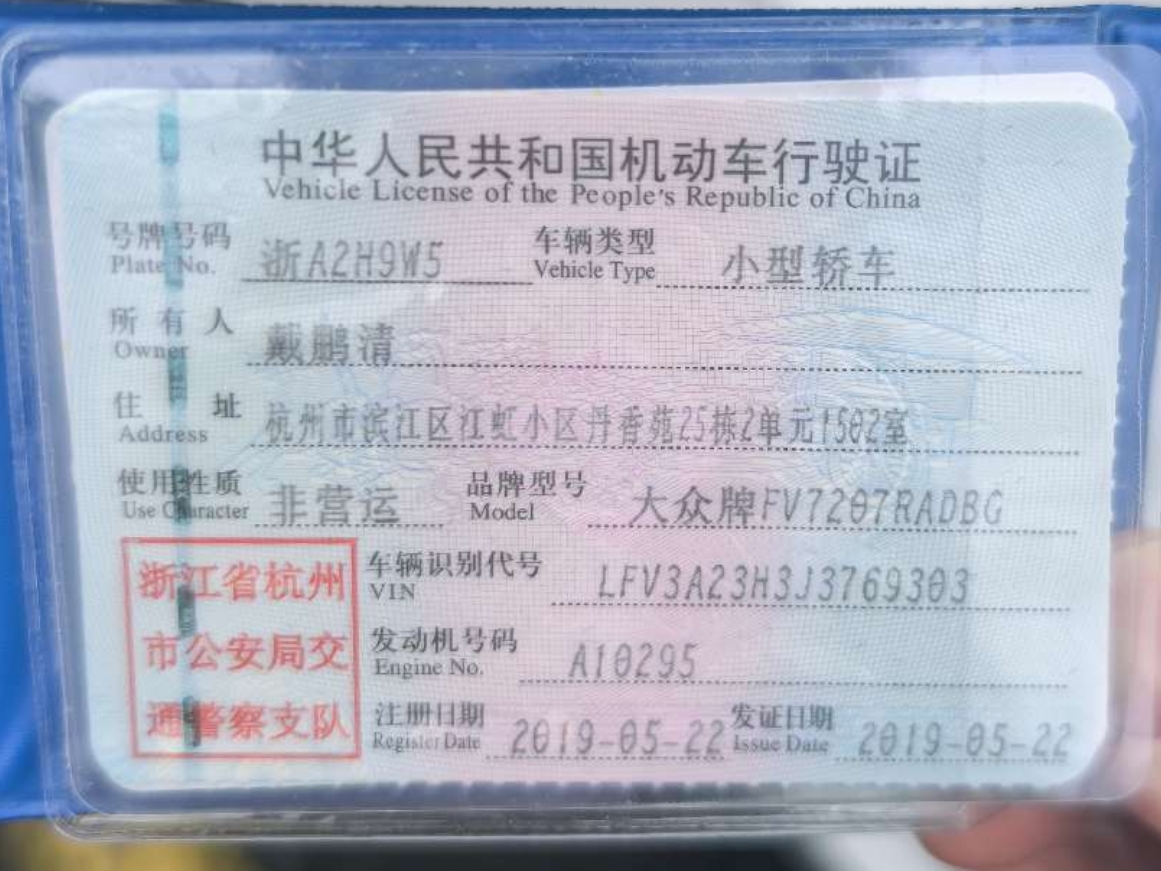 中华人民共和国机动车行驶证
Vehicle License of the People's Republic of China
号牌号码 浙A2H9W5 车辆类型 小型轿车
Plate No. Vehicle Type
所有人 戴鹏清
Owner
住址 杭州市滨江区江虹小区丹香苑25栋2单元1502室
Address
使用性质 非营运 品牌型号 大众牌FV7207RADBG
Use Character Model
浙江省杭州 车辆识别代号 LFV3A23H3J3769303
VIN
市公安局交 发动机号码 A10295
Engine No.
通警察支队 注册日期 2019-05-22 发证日期 2019-05-22
Register Date Issue Date